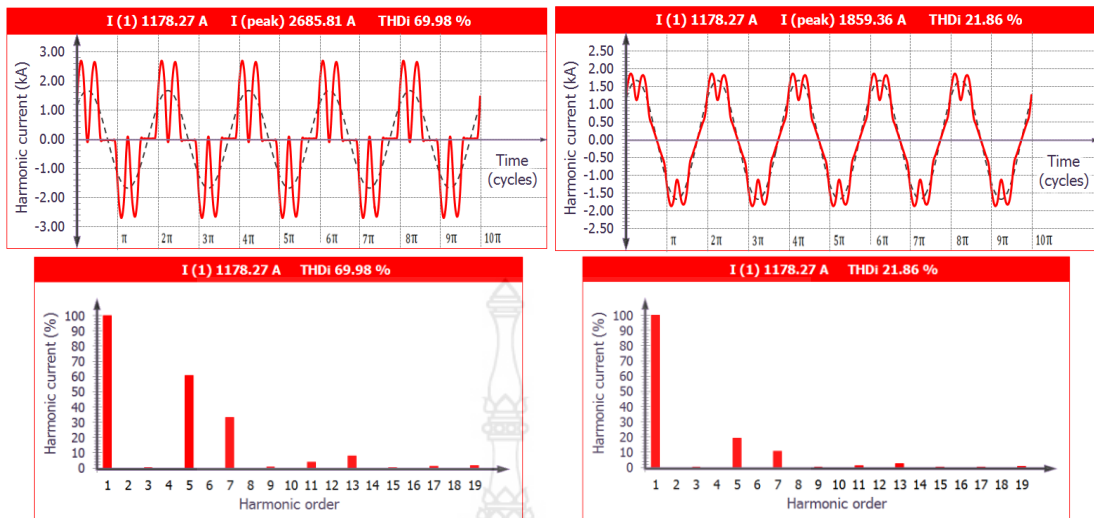 I (1) 1178.27 A I (peak) 2685.81 A THDi 69.98 %
Harmonic current (kA)
3.00
2.00
1.00
0.00
-1.00
-2.00
-3.00
π 2π 3π 4π 5π 6π 7π 8π 9π 10π
Time
(cycles)
I (1) 1178.27 A I (peak) 1859.36 A THDi 21.86 %
Harmonic current (kA)
2.50
2.00
1.50
1.00
0.50
0.00
-0.50
-1.00
-1.50
-2.00
-2.50
π 2π 3π 4π 5π 6π 7π 8π 9π 10π
Time
(cycles)
I (1) 1178.27 A THDi 69.98 %
Harmonic current (%)
100
90
80
70
60
50
40
30
20
10
0
1 2 3 4 5 6 7 8 9 10 11 12 13 14 15 16 17 18 19
Harmonic order
I (1) 1178.27 A THDi 21.86 %
Harmonic current (%)
100
90
80
70
60
50
40
30
20
10
0
1 2 3 4 5 6 7 8 9 10 11 12 13 14 15 16 17 18 19
Harmonic order